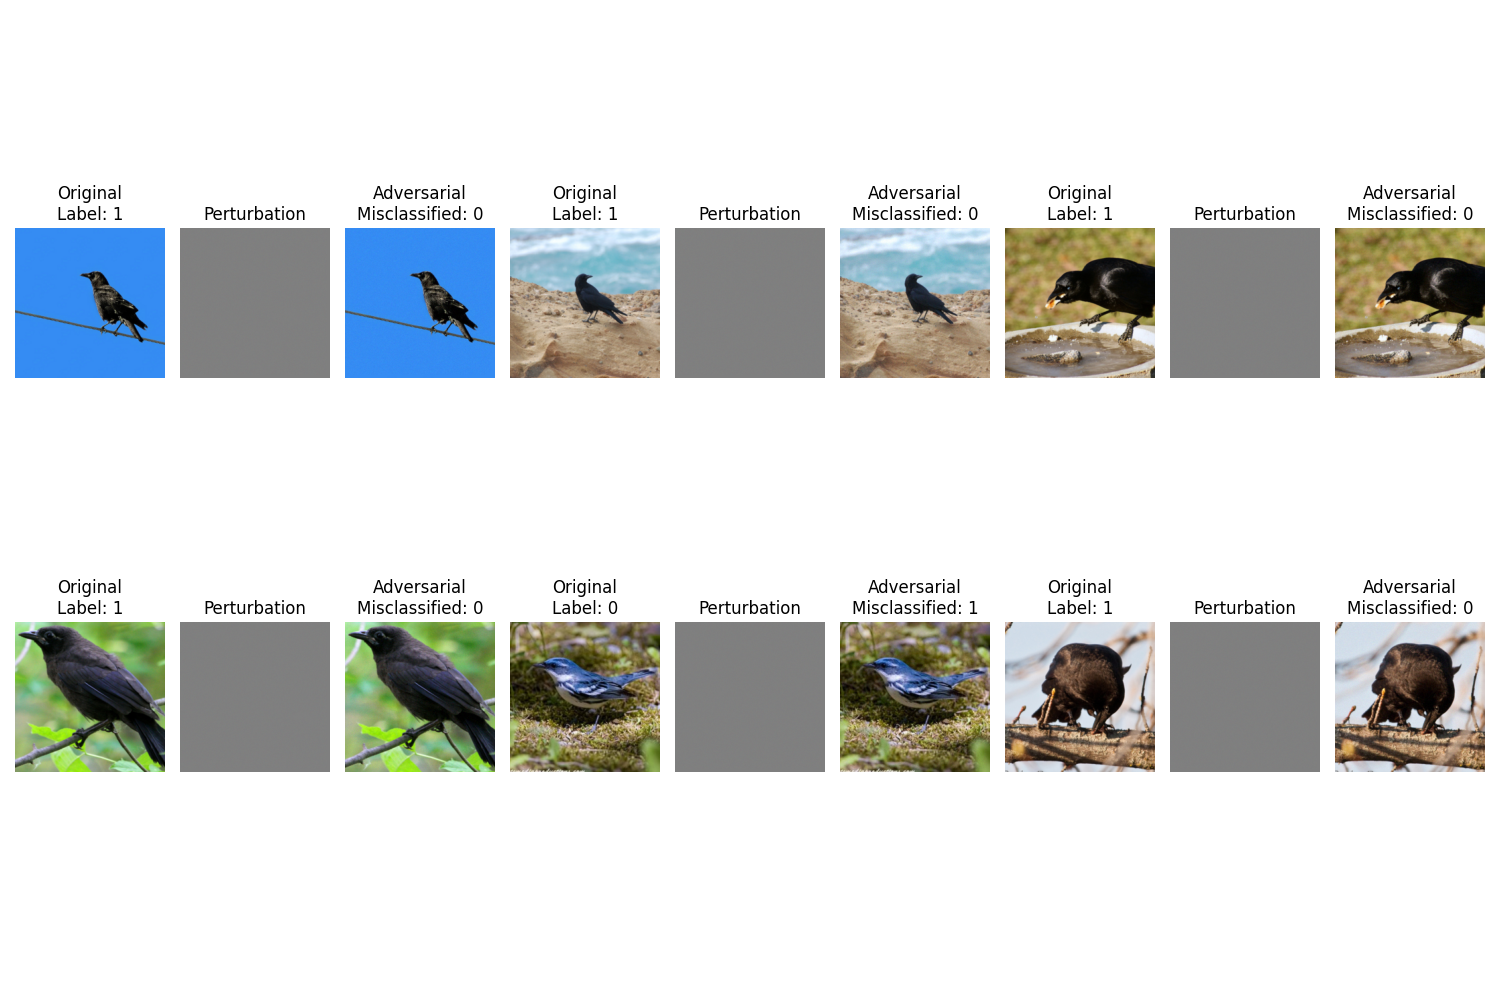 Original
Label: 1
Perturbation
Adversarial
Misclassified: 0
Original
Label: 1
Perturbation
Adversarial
Misclassified: 0
Original
Label: 1
Perturbation
Adversarial
Misclassified: 0
Original
Label: 1
Perturbation
Adversarial
Misclassified: 0
Original
Label: 0
Perturbation
Adversarial
Misclassified: 1
Original
Label: 1
Perturbation
Adversarial
Misclassified: 0